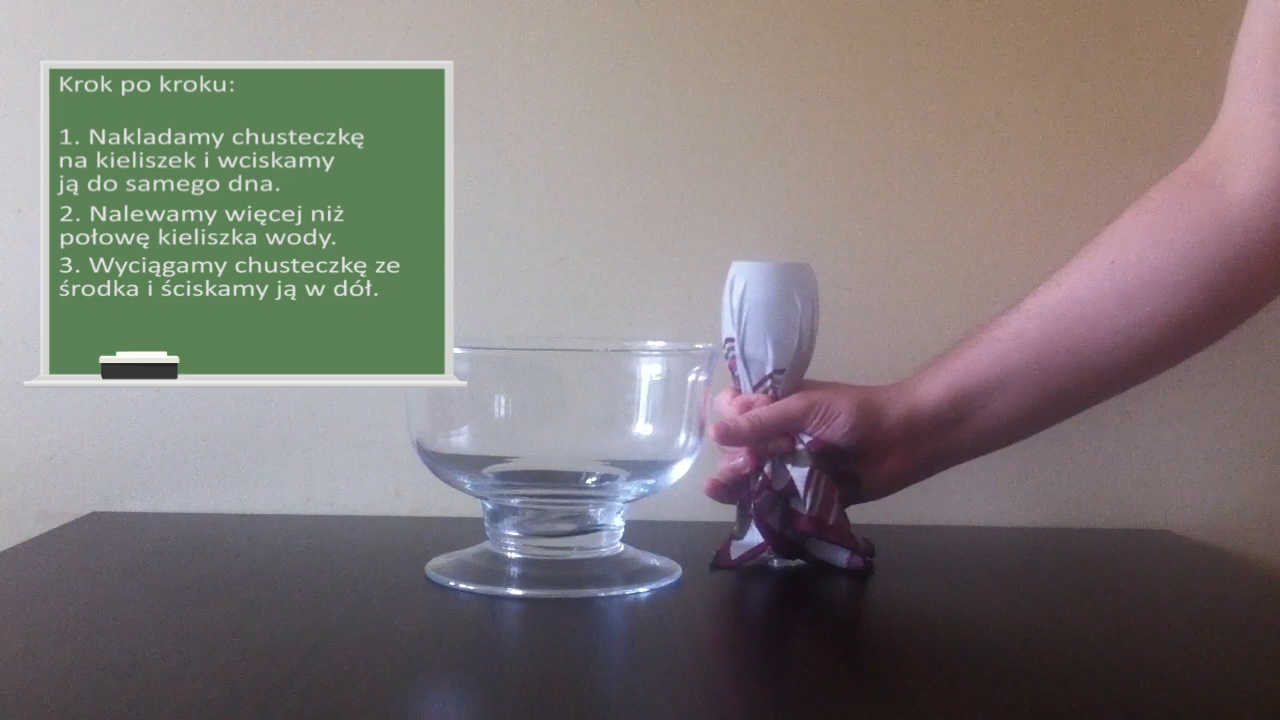 Krok po kroku:
1. Nakladamy chusteczkę
na kieliszek i wciskamy
ją do samego dna.
2. Nalewamy więcej niż
połowę kieliszka wody.
3. Wyciągamy chusteczkę ze
środka i ściskamy ją w dół.